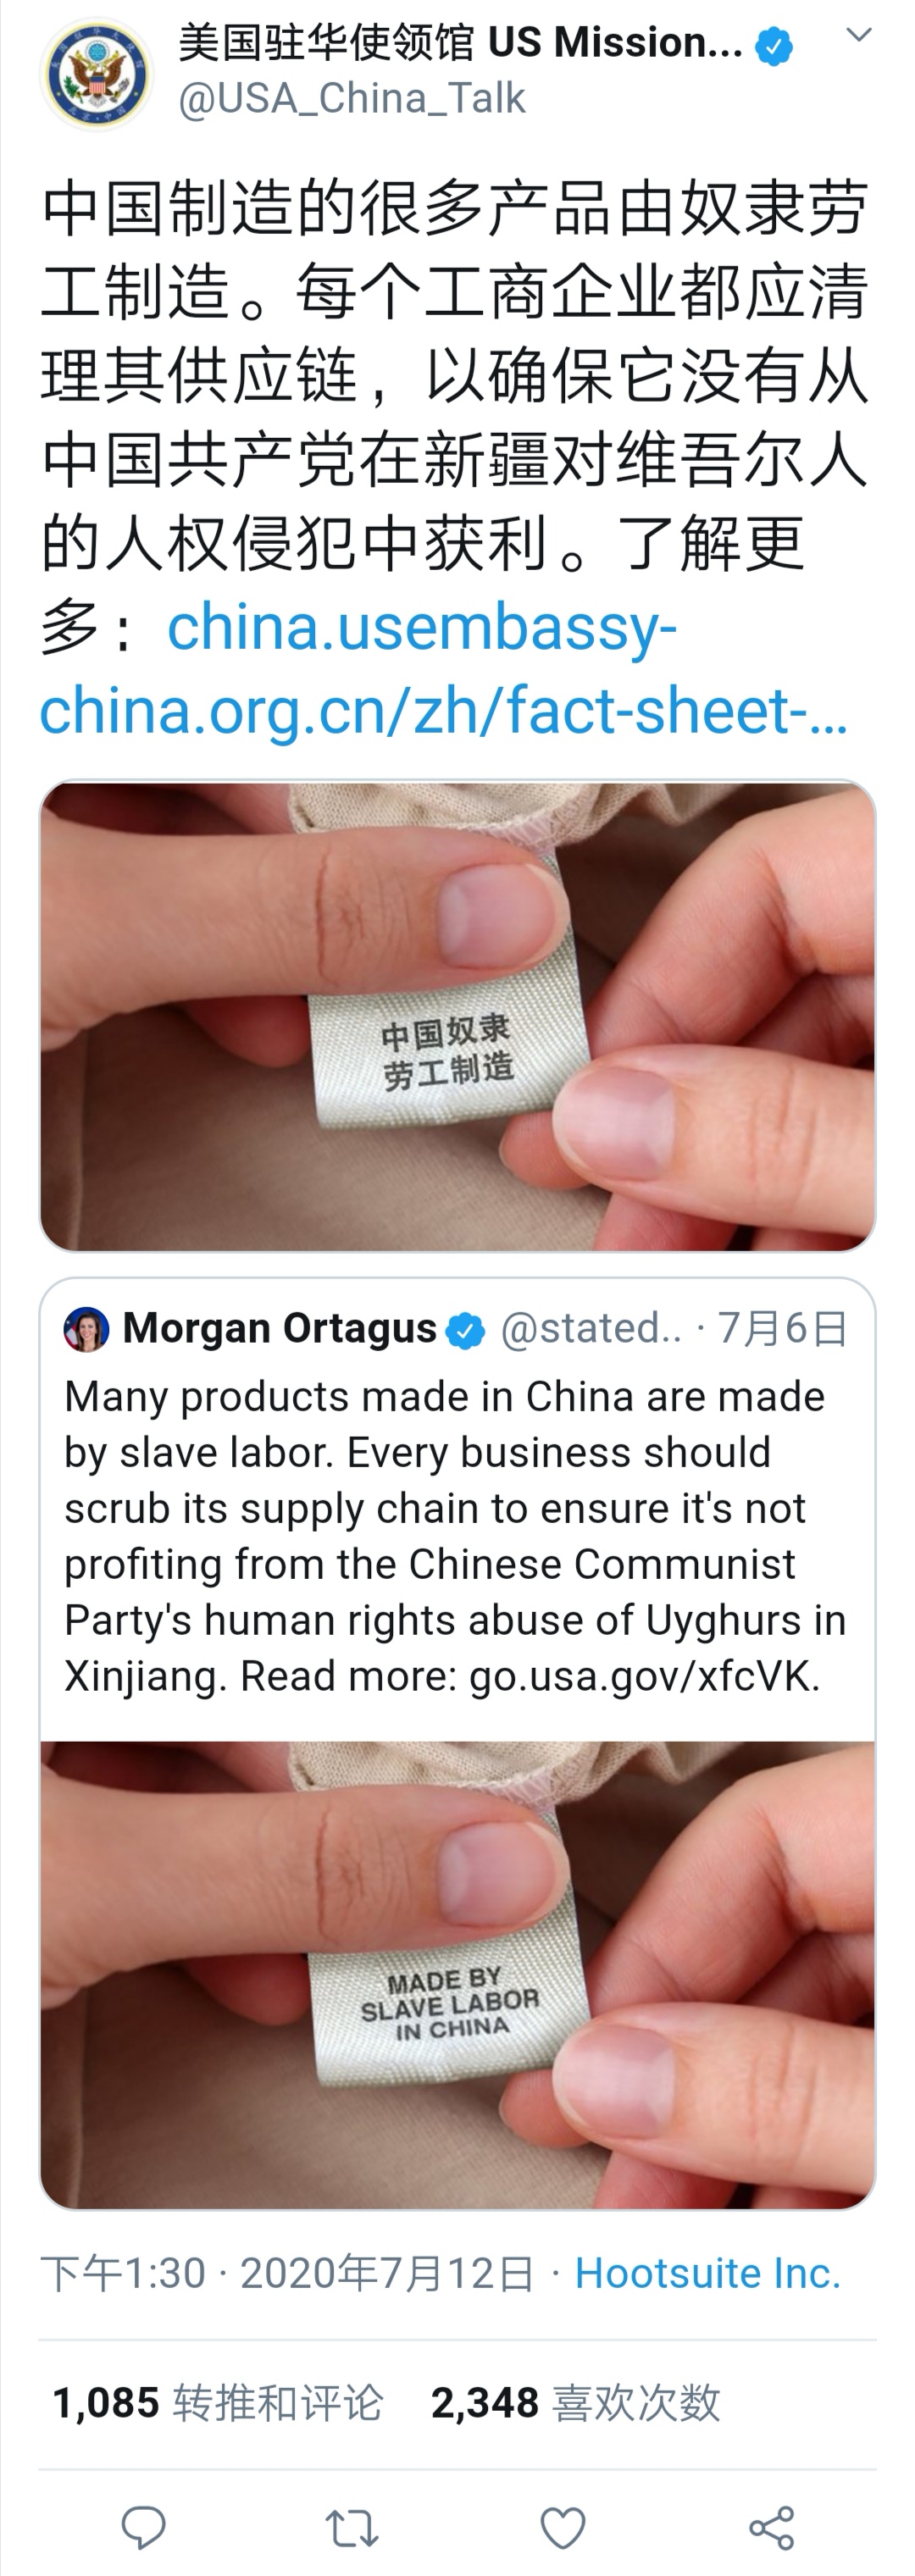 美国驻华使领馆 US Mission...
@USA_China_Talk
中国制造的很多产品由奴隶劳
工制造。每个工商企业都应清
理其供应链，以确保它没有从
中国共产党在新疆对维吾尔人
的人权侵犯中获利。了解更
多：china.usembassy-
china.org.cn/zh/fact-sheet-...
中国奴隶
劳工制造
Morgan Ortagus @stated.. · 7月6日
Many products made in China are made
by slave labor. Every business should
scrub its supply chain to ensure it's not
profiting from the Chinese Communist
Party's human rights abuse of Uyghurs in
Xinjiang. Read more: go.usa.gov/xfcVK.
MADE BY
SLAVE LABOR
IN CHINA
下午1:30 · 2020年7月12日 · Hootsuite Inc.
1,085 转推和评论 2,348 喜欢次数